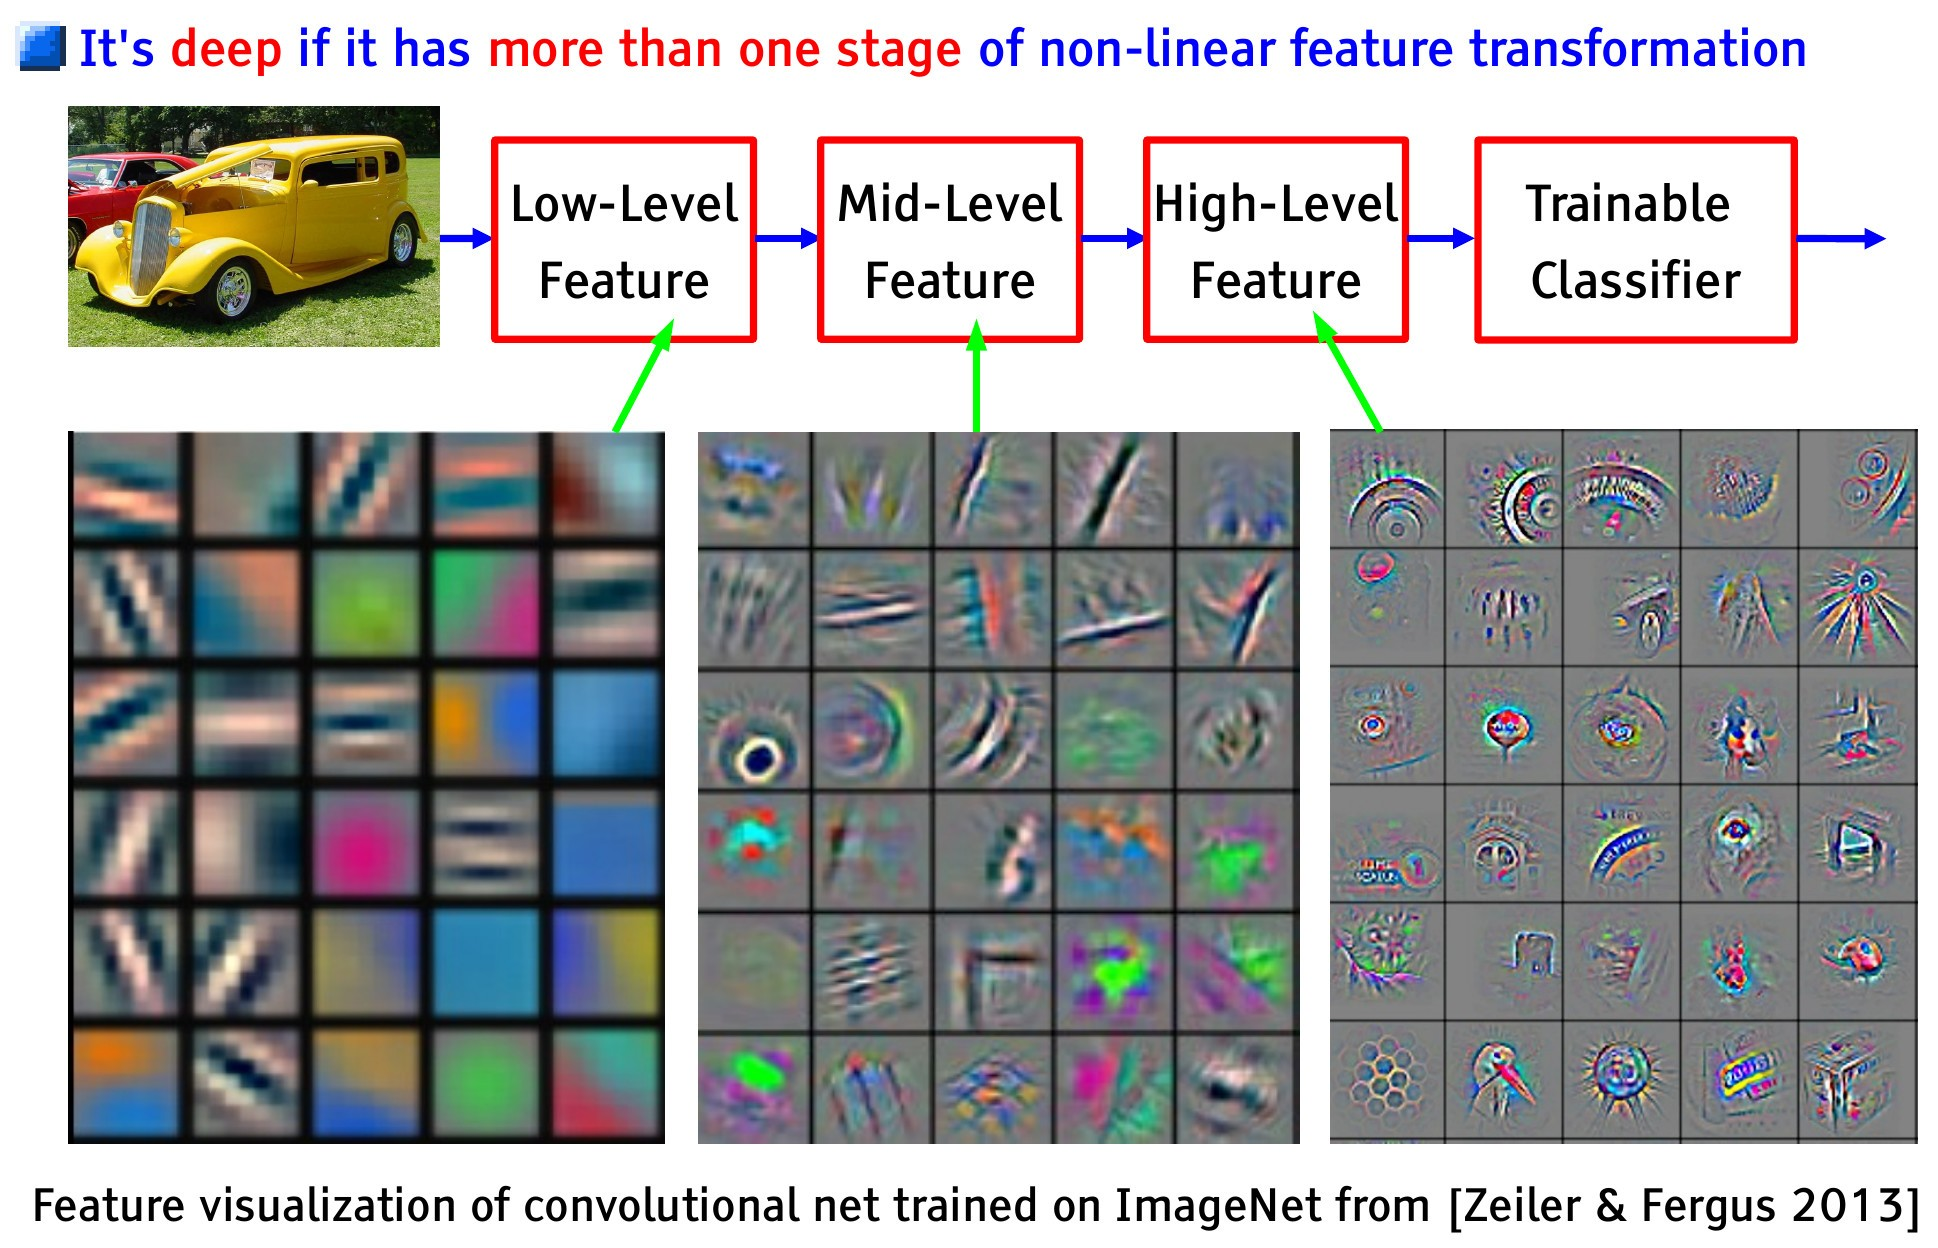 It's deep if it has more than one stage of non-linear feature transformation
Low-Level
Feature
Mid-Level
Feature
High-Level
Feature
Trainable
Classifier
Feature visualization of convolutional net trained on ImageNet from [Zeiler & Fergus 2013]